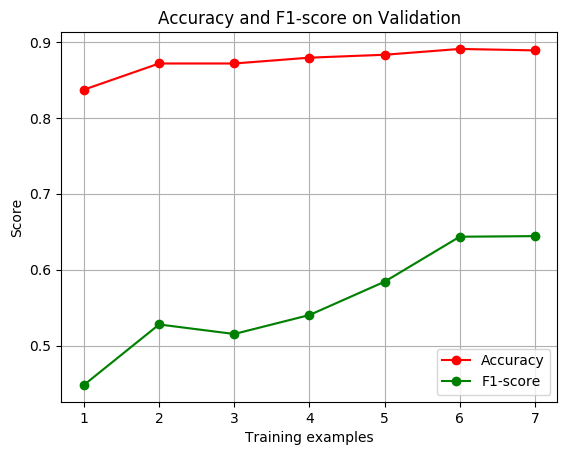 Accuracy and F1-score on Validation
0.9
0.8
0.7
0.6
0.5
Score
1 2 3 4 5 6 7
Training examples
Accuracy
F1-score